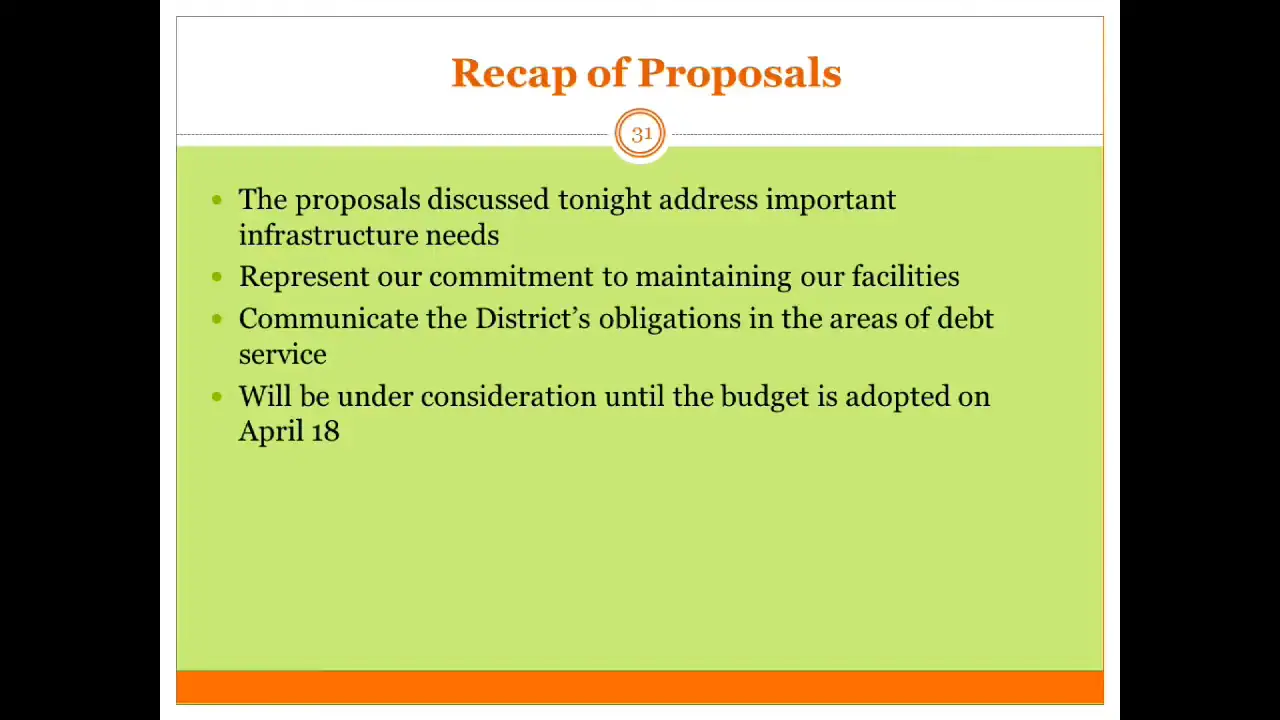 Recap of Proposals
31
• The proposals discussed tonight address important
infrastructure needs
• Represent our commitment to maintaining our facilities
• Communicate the District’s obligations in the areas of debt
service
• Will be under consideration until the budget is adopted on
April 18